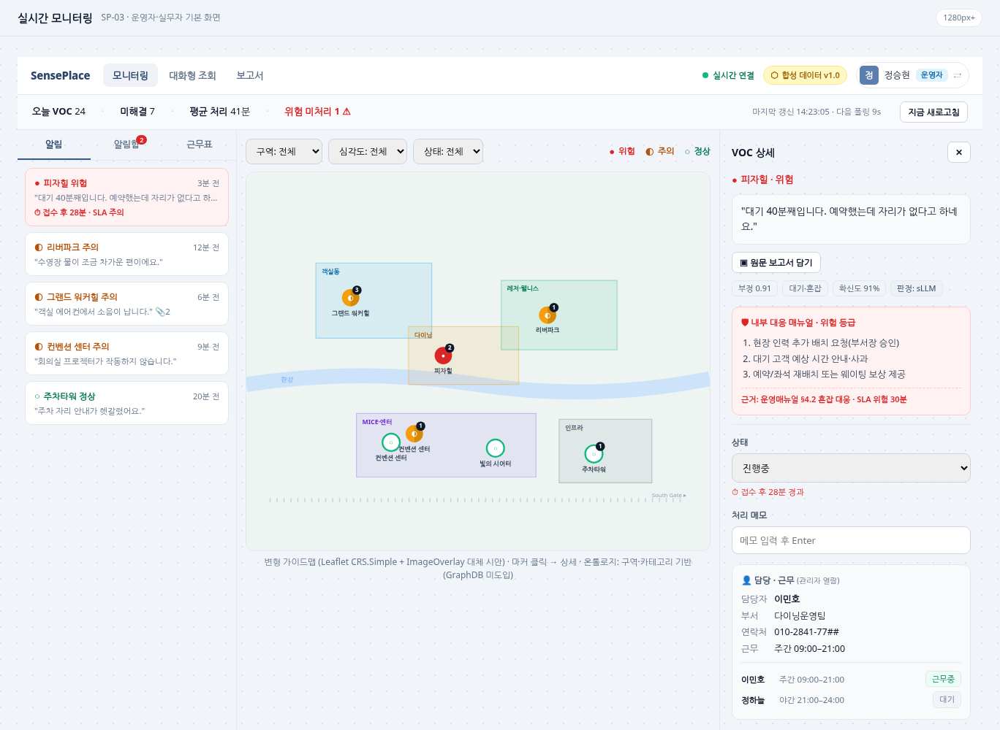 실시간 모니터링 SP-03 · 운영자·실무자 기본 화면 1280px+
SensePlace 모니터링 대화형 조회 보고서 ● 실시간 연결 ⬡ 합성 데이터 v1.0 정 정승현 운영자 ⇄
오늘 VOC 24 · 미해결 7 · 평균 처리 41분 · 위험 미처리 1 ⚠ 마지막 갱신 14:23:05 · 다음 폴링 9s 지금 새로고침
알림 알림함 2 근무표
● 피자힐 위험 3분 전
"대기 40분째입니다. 예약했는데 자리가 없다고 하...
⏱ 접수 후 28분 · SLA 주의
◐ 리버파크 주의 12분 전
"수영장 물이 조금 차가운 편이에요."
◐ 그랜드 워커힐 주의 6분 전
"객실 에어컨에서 소음이 납니다." 📎2
◐ 컨벤션 센터 주의 9분 전
"회의실 프로젝터가 작동하지 않습니다."
○ 주차타워 정상 20분 전
"주차 자리 안내가 헷갈렸어요."
구역: 전체 심각도: 전체 상태: 전체 ● 위험 ◐ 주의 ○ 정상
객실동
3
그랜드 워커힐
레저·웰니스
1
리버파크
다이닝
2
피자힐
한강
MICE·엔터
1
컨벤션 센터
컨벤션 센터
빛의 시어터
인프라
1
주차타워
South Gate ▸
변형 가이드맵 (Leaflet CRS.Simple + ImageOverlay 대체 시안) · 마커 클릭 → 상세 · 온톨로지: 구역·카테고리 기반
(GraphDB 미도입)
VOC 상세 ✕
● 피자힐 · 위험
"대기 40분째입니다. 예약했는데 자리가 없다고 하네
요."
▣ 원문 보고서 담기
부정 0.91 대기·혼잡 확신도 91% 판정: sLLM
⛊ 내부 대응 매뉴얼 · 위험 등급
1. 현장 인력 추가 배치 요청(부서장 승인)
2. 대기 고객 예상 시간 안내·사과
3. 예약/좌석 재배치 또는 웨이팅 보상 제공
근거: 운영매뉴얼 §4.2 혼잡 대응 · SLA 위험 30분
상태
진행중
⏱ 접수 후 28분 경과
처리 메모
메모 입력 후 Enter
👤 담당 · 근무 (관리자 열람)
담당자 이민호
부서 다이닝운영팀
연락처 010-2841-77##
근무 주간 09:00–21:00
이민호 주간 09:00–21:00 근무중
정하늘 야간 21:00–24:00 대기